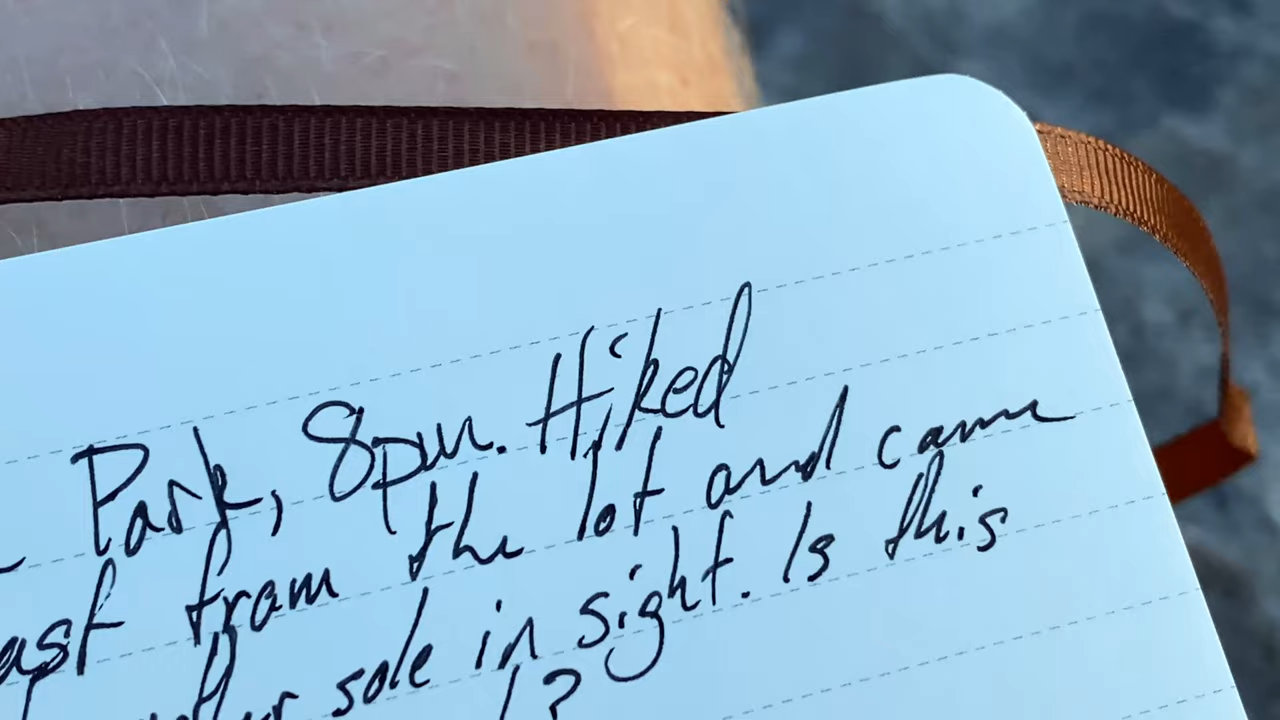 Park, 8pm. Hiked
from the lot and came
sole in sight. Is this
?